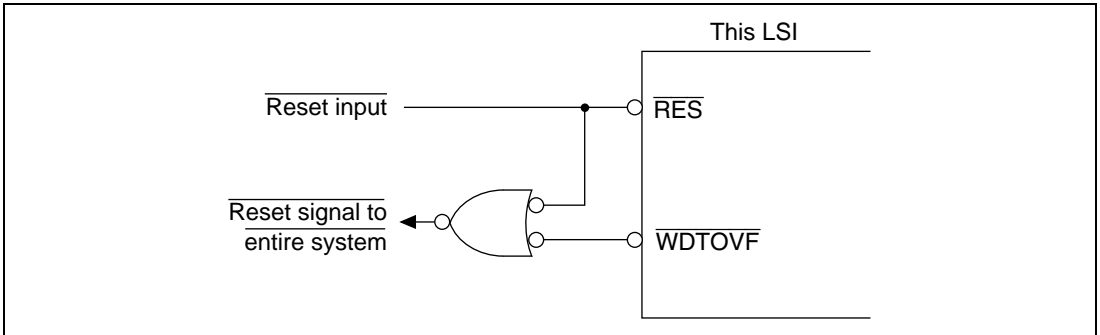 This LSI
Reset input
RES
Reset signal to
entire system
WDTOVF